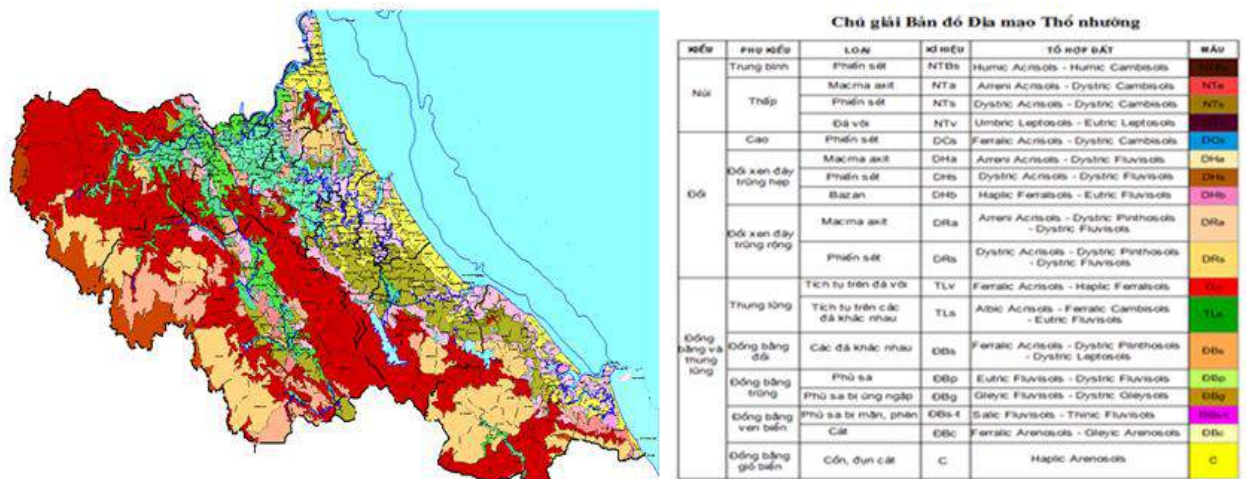 Chú giải Bản đồ Địa mạo Thổ nhưỡng
KIỂU PHỤ KIỂU LOẠI KÍ HIỆU TỔ HỢP ĐẤT MÀU
Núi
Trung bình Phiến sét NTBs Humic Acrisols - Humic Cambisols
Thấp
Macma axit NTa Arreni Acrisols - Dystric Cambisols NTa
Phiến sét NTs Dystric Acrisols - Dystric Cambisols NTs
Đá vôi NTv Umbric Leptosols - Eutric Leptosols
Đồi
Cao Phiến sét DCs Ferralic Acrisols - Dystric Cambisols DCs
Đồi xen dãy trũng hẹp
Macma axit DHa Arreni Acrisols - Dystric Fluvisols DHa
Phiến sét DHs Dystric Acrisols - Dystric Fluvisols DHs
Bazan DHb Haplic Ferralsols - Eutric Fluvisols DHb
Đồi xen dãy trũng rộng
Macma axit DRa Arreni Acrisols - Dystric Pinthosols - Dystric Fluvisols DRa
Phiến sét DRs Dystric Acrisols - Dystric Pinthosols - Dystric Fluvisols DRs
Đồng bằng và thung lũng
Thung lũng
Tích tụ trên đá vôi TLv Ferralic Acrisols - Haplic Ferralsols
Tích tụ trên các đá khác nhau TLs Albic Acrisols - Ferralic Cambisols - Eutric Fluvisols TLs
Đồng bằng đồi Các đá khác nhau ĐBs Ferralic Acrisols - Dystric Plinthosols - Dystric Leptosols ĐBs
Đồng bằng trũng
Phù sa ĐBp Eutric Fluvisols - Dystric Fluvisols ĐBp
Phù sa bị úng ngập ĐBg Gleyic Fluvisols - Dystric Gleysols ĐBg
Đồng bằng ven biển
Phù sa bị mặn, phèn ĐBs-t Salic Fluvisols - Thinic Fluvisols ĐBs-t
Cát ĐBc Ferralic Arenosols - Gleyic Arenosols ĐBc
Đồng bằng gió biển Cồn, đụn cát C Haplic Arenosols C